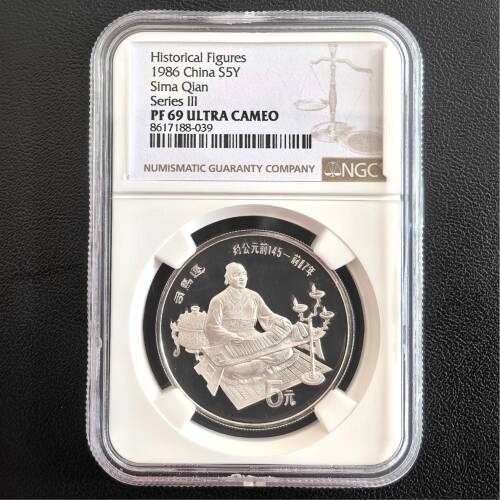 Historical Figures
1986 China S5Y
Sima Qian
Series III
PF 69 ULTRA CAMEO
8617188-039
NUMISMATIC GUARANTY COMPANY
NGC
约公元前145—前87年
司馬遷
5元